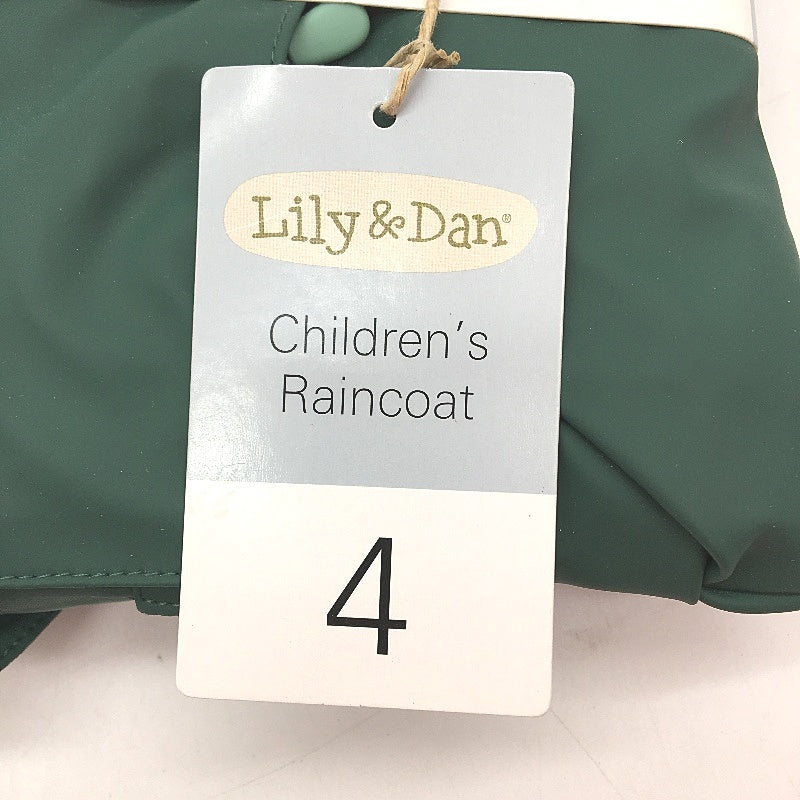 Lily & Dan®
Children's
Raincoat
4